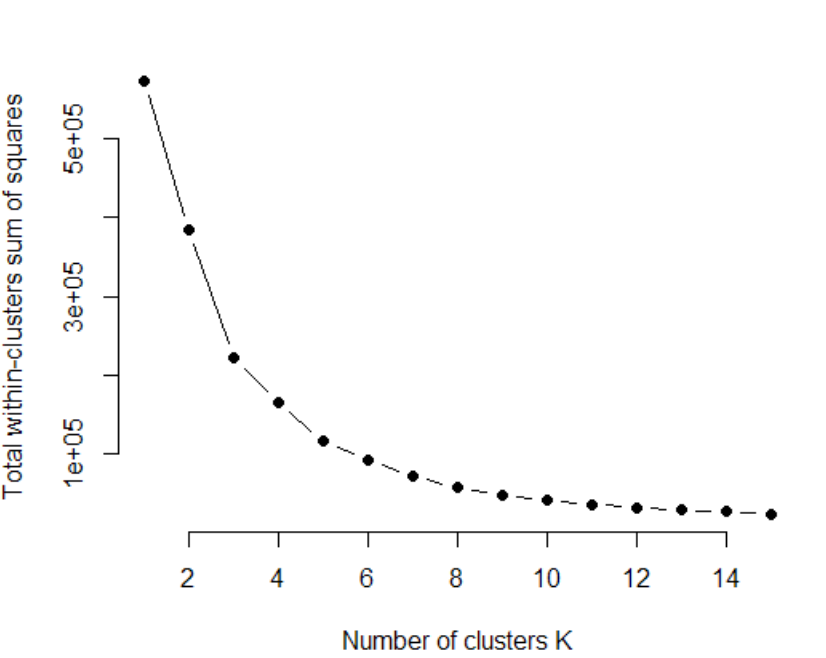 Total within-clusters sum of squares
5e+05
3e+05
1e+05
2 4 6 8 10 12 14
Number of clusters K